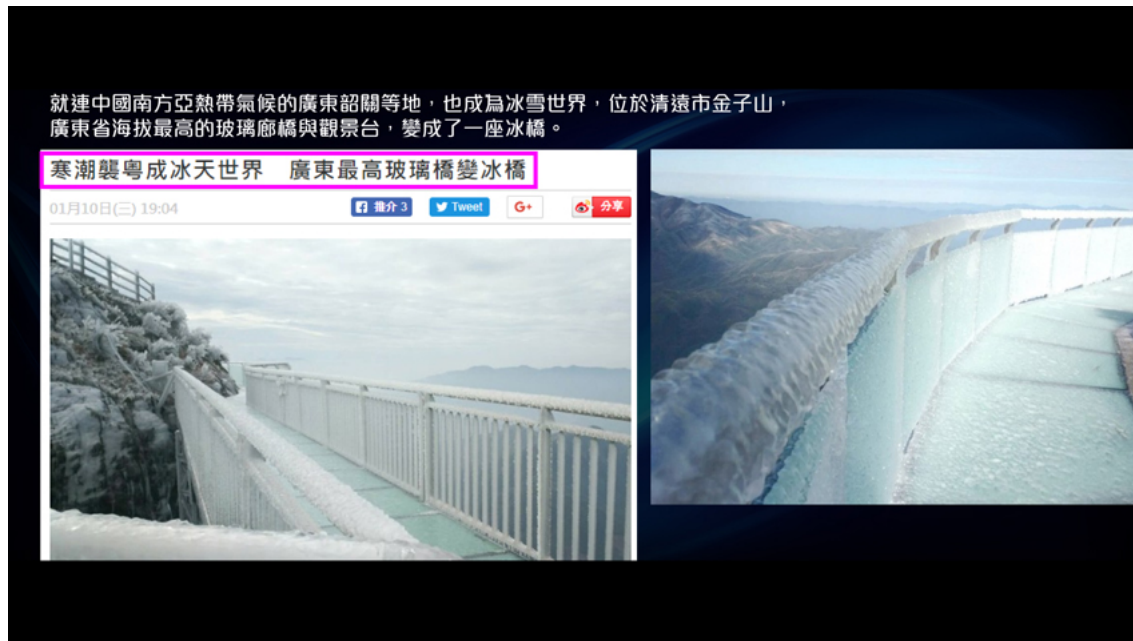 就連中國南方亞熱帶氣候的廣東韶關等地，也成為冰雪世界，位於清遠市金子山，
廣東省海拔最高的玻璃廊橋與觀景台，變成了一座冰橋。
寒潮襲粵成冰天世界　廣東最高玻璃橋變冰橋
01月10日(三) 19:04 推介 3 Tweet G+ 分享